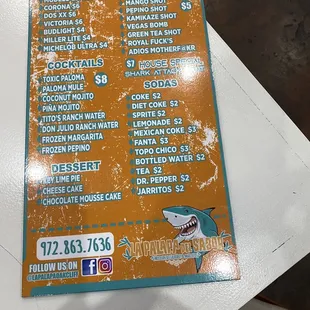 CORONA $6
DOS XX $6
VICTORIA $6
BUDLIGHT $4
MILLER LITE $4
MICHELOB ULTRA $4
COCKTAILS
TOXIC PALOMA $8
PALOMA MULE
COCONUT MOJITO
PIÑA MOJITO
TITO'S RANCH WATER
DON JULIO RANCH WATER
FROZEN MARGARITA
FROZEN PEPINO
DESSERT
KEY LIME PIE
CHEESE CAKE
CHOCOLATE MOUSSE CAKE
MANGO SHOT
PEPINO SHOT $5
KAMIKAZE SHOT
VEGAS BOMB
GREEN TEA SHOT
ROYAL FUCK'S
ADIOS MOTHERF@KR
$7 HOUSE SPECIAL
SHARK ATTACK
SODAS
COKE $2
DIET COKE $2
SPRITE $2
LEMONADE $2
MEXICAN COKE $3
FANTA $3
TOPO CHICO $3
BOTTLED WATER $2
TEA $2
DR. PEPPER $2
JARRITOS $2
972.863.7636
FOLLOW US ON
LA PALAPA DEL SABOR